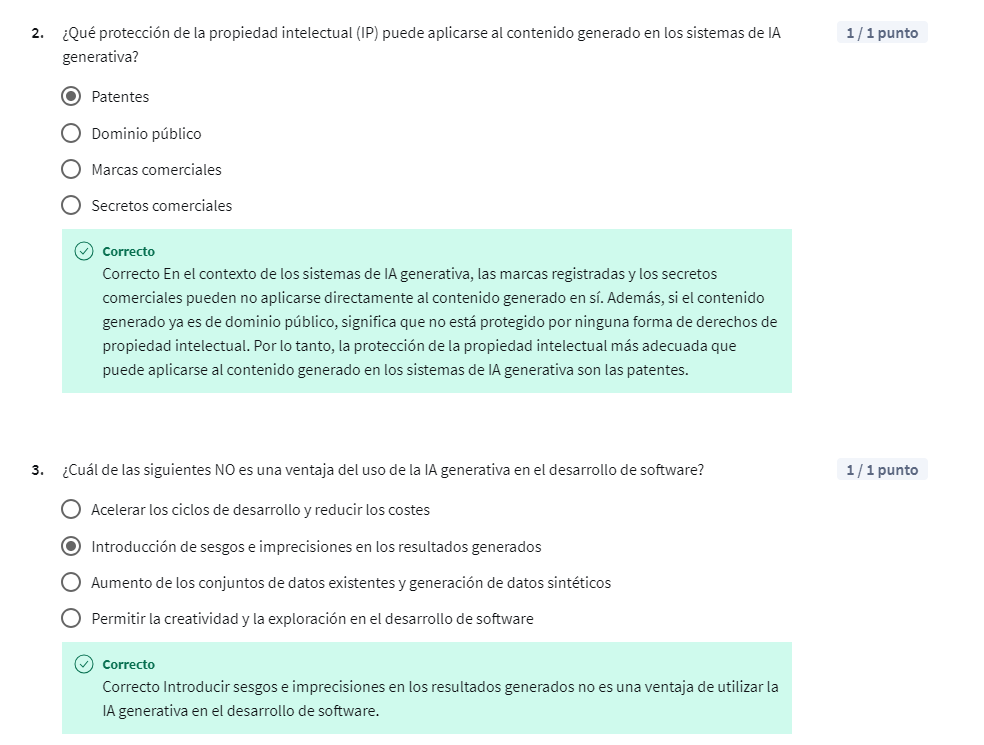 2. ¿Qué protección de la propiedad intelectual (IP) puede aplicarse al contenido generado en los sistemas de IA
generativa?
1 / 1 punto
Patentes
Dominio público
Marcas comerciales
Secretos comerciales
Correcto
Correcto En el contexto de los sistemas de IA generativa, las marcas registradas y los secretos
comerciales pueden no aplicarse directamente al contenido generado en sí. Además, si el contenido
generado ya es de dominio público, significa que no está protegido por ninguna forma de derechos de
propiedad intelectual. Por lo tanto, la protección de la propiedad intelectual más adecuada que
puede aplicarse al contenido generado en los sistemas de IA generativa son las patentes.
3. ¿Cuál de las siguientes NO es una ventaja del uso de la IA generativa en el desarrollo de software?
1 / 1 punto
Acelerar los ciclos de desarrollo y reducir los costes
Introducción de sesgos e imprecisiones en los resultados generados
Aumento de los conjuntos de datos existentes y generación de datos sintéticos
Permitir la creatividad y la exploración en el desarrollo de software
Correcto
Correcto Introducir sesgos e imprecisiones en los resultados generados no es una ventaja de utilizar la
IA generativa en el desarrollo de software.